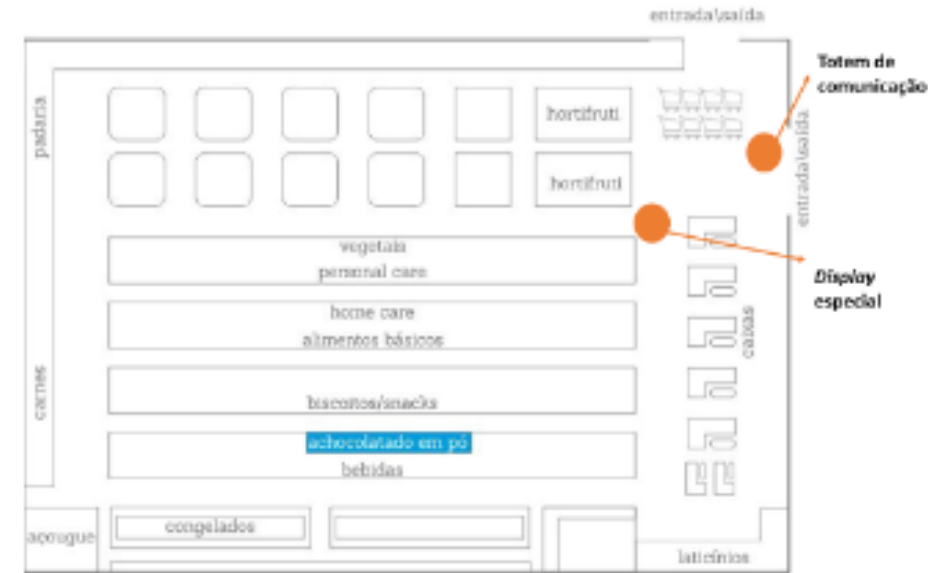 entrada\saída
Totem de
comunicação
padaria
hortifruti
entrada\saída
hortifruti
vegetais
personal care
Display
especial
home care
alimentos básicos
caixas
carnes
biscoitos/snacks
achocolatado em pó
bebidas
açougue
congelados
laticínios